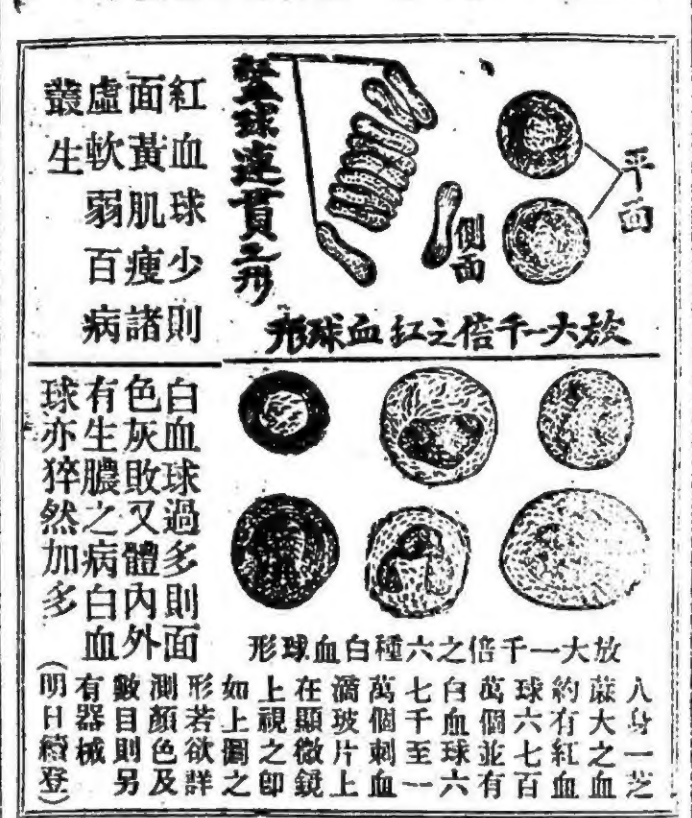 平面
側面
球連貫之形
放大一千倍之紅血球形
紅血球少則
面黃肌瘦諸
虛軟弱百病
叢生
放大一千倍之六種白血球形
白血球過多則面
色灰敗又體內外
有生膿之病白血
球亦猝然加多
人身一芝
蔴大之血
約有紅血
球六七百
萬個並有
白血球六
七千至一
萬個刺血
滴玻片上
在顯微鏡
上視之即
如上圖之
形若欲詳
測顏色及
數目則另
有器械
(明日續登)